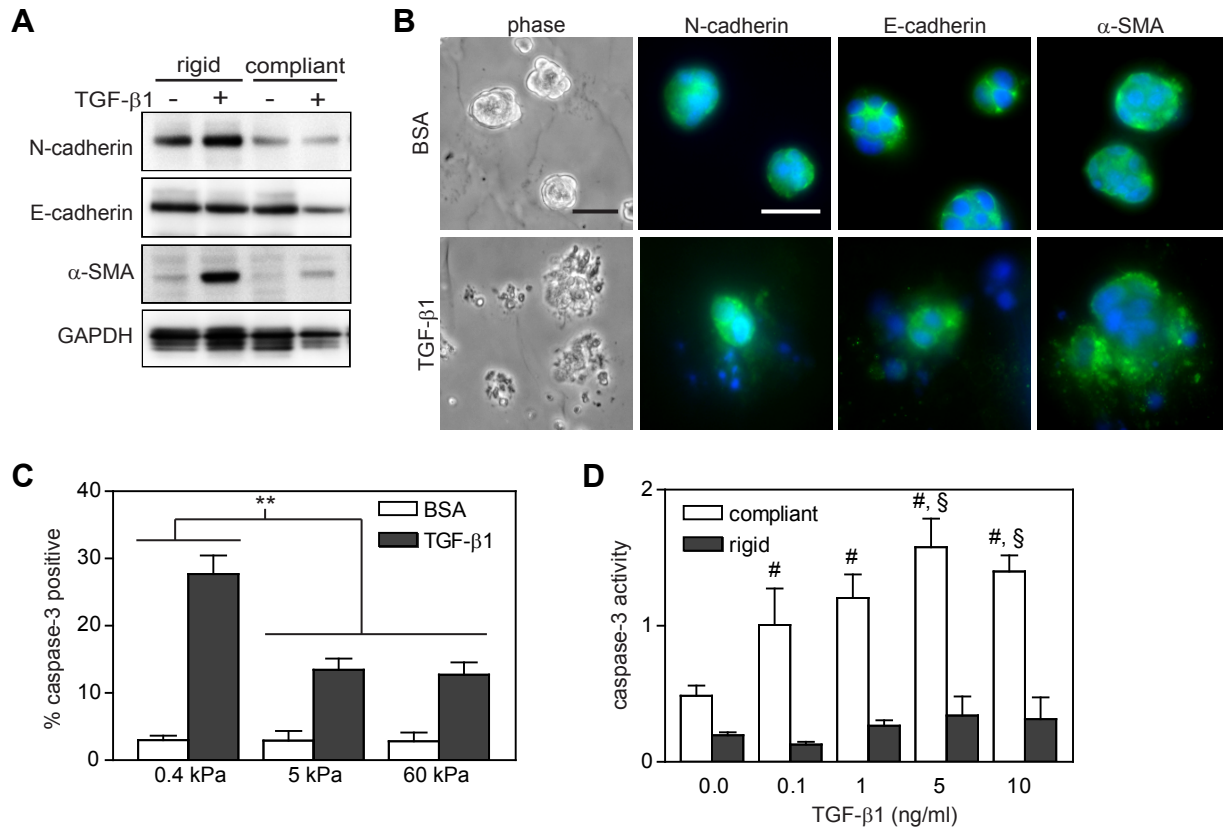 A
rigid compliant
TGF-β1 - + - +
N-cadherin
E-cadherin
α-SMA
GAPDH
B
phase N-cadherin E-cadherin α-SMA
BSA
TGF-β1
C
% caspase-3 positive
40
30
20
10
0
**
BSA
TGF-β1
0.4 kPa 5 kPa 60 kPa
D
caspase-3 activity
2
1
0
compliant
rigid
# # #, § #, §
0.0 0.1 1 5 10
TGF-β1 (ng/ml)